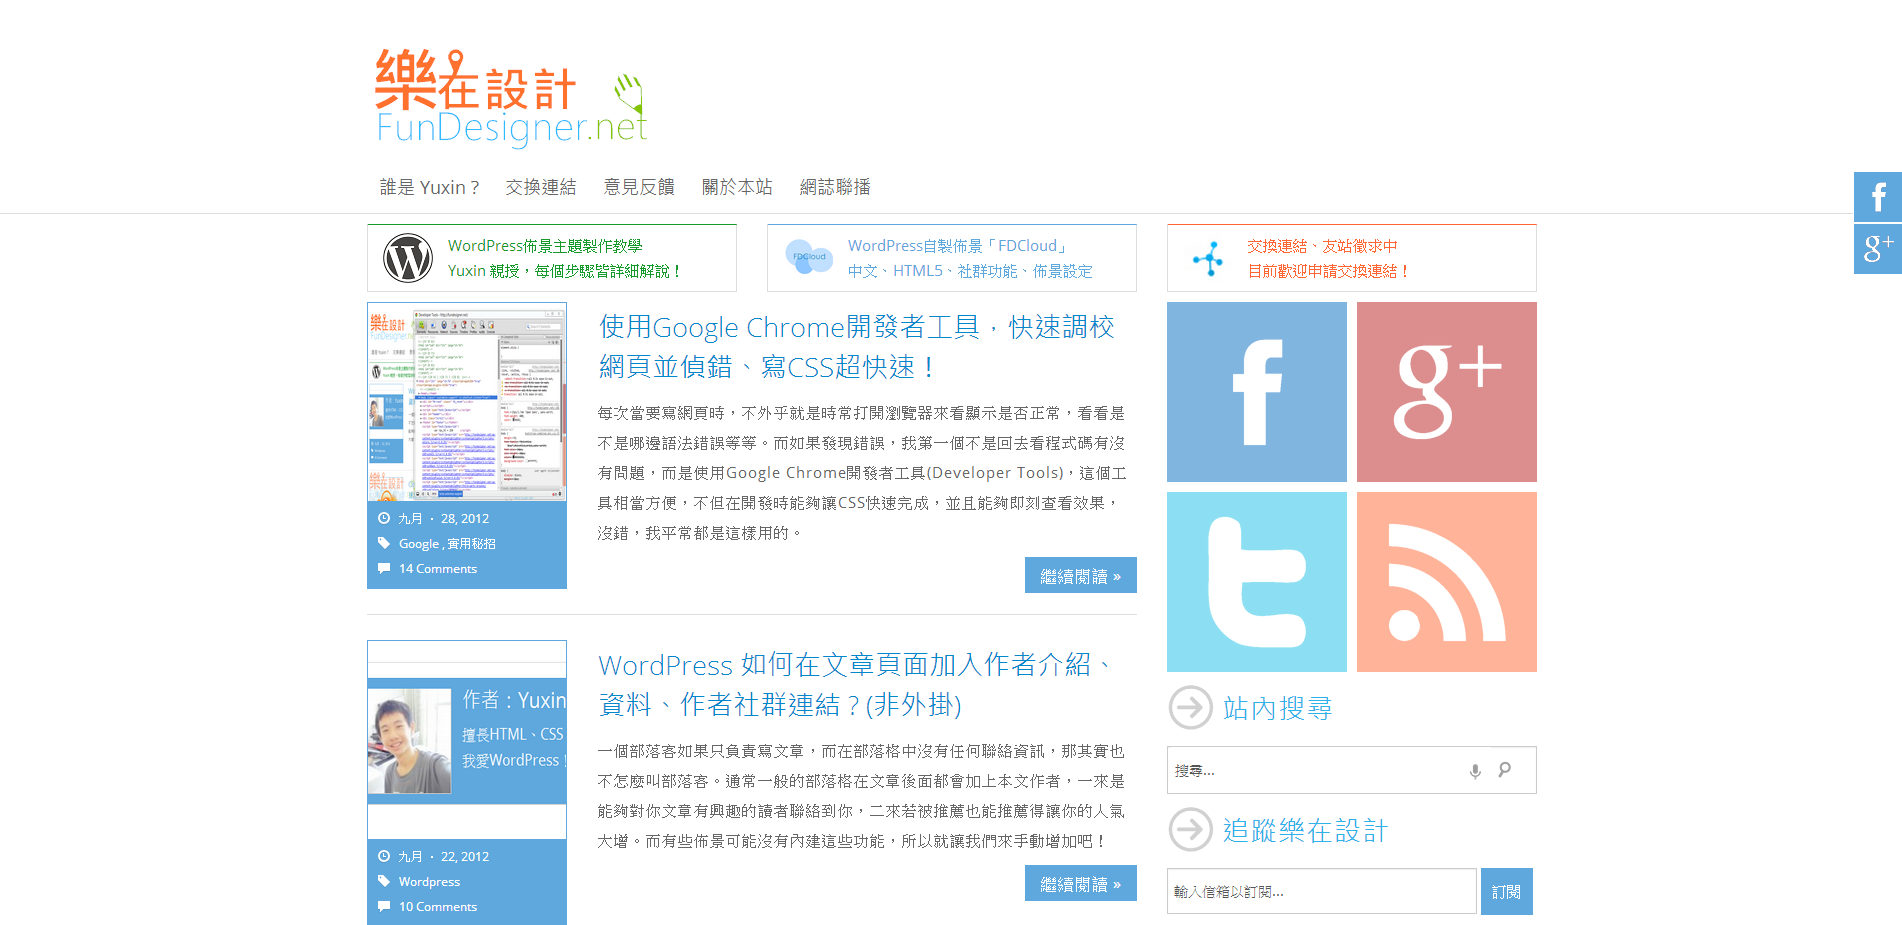 樂在設計
FunDesigner.net
誰是 Yuxin？ 交換連結 意見反饋 關於本站 網誌聯播
WordPress佈景主題製作教學
Yuxin 親授，每個步驟皆詳細解說！
FDCloud
WordPress自製佈景「FDCloud」
中文、HTML5、社群功能、佈景設定
交換連結、友站徵求中
目前歡迎申請交換連結！
使用Google Chrome開發者工具，快速調校
網頁並偵錯、寫CSS超快速！
每次當要寫網頁時，不外乎就是時常打開瀏覽器來看顯示是否正常，看看是
不是哪邊語法錯誤等等。而如果發現錯誤，我第一個不是回去看程式碼有沒
有問題，而是使用Google Chrome開發者工具(Developer Tools)，這個工
具相當方便，不但在開發時能夠讓CSS快速完成，並且能夠即刻查看效果，
沒錯，我平常都是這樣用的。
九月 ・ 28, 2012
Google , 實用秘招
14 Comments
繼續閱讀 »
WordPress 如何在文章頁面加入作者介紹、
資料、作者社群連結？(非外掛)
作者：Yuxin
擅長HTML、CSS
我愛WordPress！
一個部落客如果只負責寫文章，而在部落格中沒有任何聯絡資訊，那其實也
不怎麼叫部落客。通常一般的部落格在文章後面都會加上本文作者，一來是
能夠對你文章有興趣的讀者聯絡到你，二來若被推薦也能推薦得讓你的人氣
大增。而有些佈景可能沒有內建這些功能，所以就讓我們來手動增加吧！
九月 ・ 22, 2012
Wordpress
10 Comments
繼續閱讀 »
站內搜尋
搜尋...
追蹤樂在設計
輸入信箱以訂閱...
訂閱